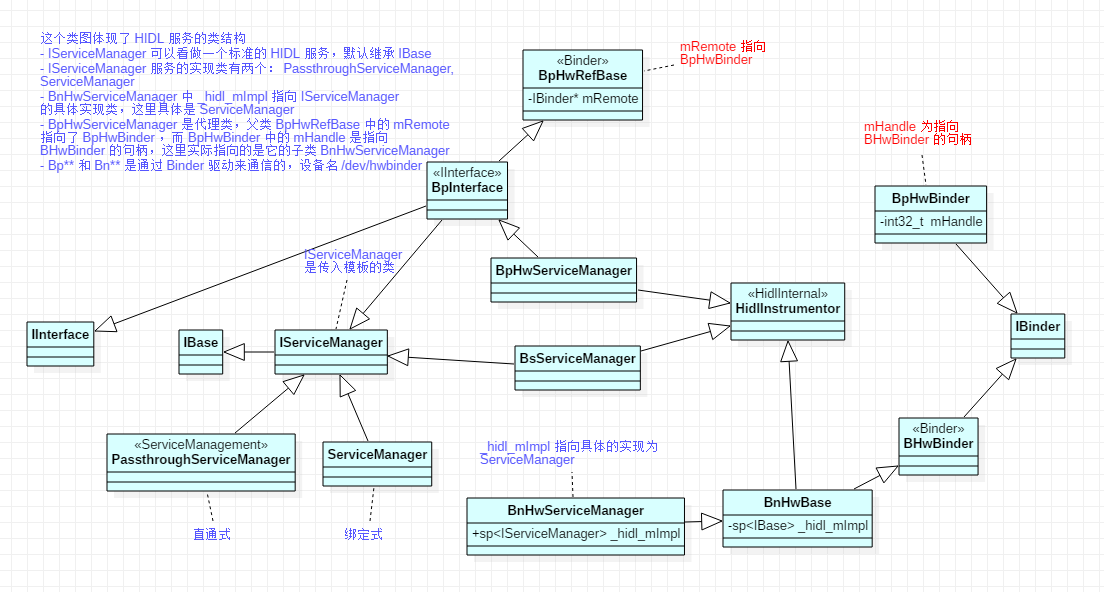 这个类图体现了 HIDL 服务的类结构
- IServiceManager 可以看做一个标准的 HIDL 服务，默认继承 IBase
- IServiceManager 服务的实现类有两个： PassthroughServiceManager,
ServiceManager
- BnHwServiceManager 中 _hidl_mImpl 指向 IServiceManager
的具体实现类，这里具体是 ServiceManager
- BpHwServiceManager 是代理类，父类 BpHwRefBase 中的 mRemote
指向了 BpHwBinder ，而 BpHwBinder 中的 mHandle 是指向
BHwBinder 的句柄，这里实际指向的是它的子类 BnHwServiceManager
- Bp** 和 Bn** 是通过 Binder 驱动来通信的，设备名 /dev/hwbinder
«Binder»
BpHwRefBase
-IBinder* mRemote
mRemote 指向
BpHwBinder
mHandle 为指向
BHwBinder 的句柄
«IInterface»
BpInterface
BpHwBinder
-int32_t mHandle
IServiceManager
是传入模板的类
BpHwServiceManager
«HidlInternal»
HidlInstrumentor
IInterface
IBase
IServiceManager
BsServiceManager
IBinder
«ServiceManagement»
PassthroughServiceManager
ServiceManager
_hidl_mImpl 指向具体的实现为
ServiceManager
«Binder»
BHwBinder
直通式
绑定式
BnHwServiceManager
+sp<IServiceManager> _hidl_mImpl
BnHwBase
-sp<IBase> _hidl_mImpl